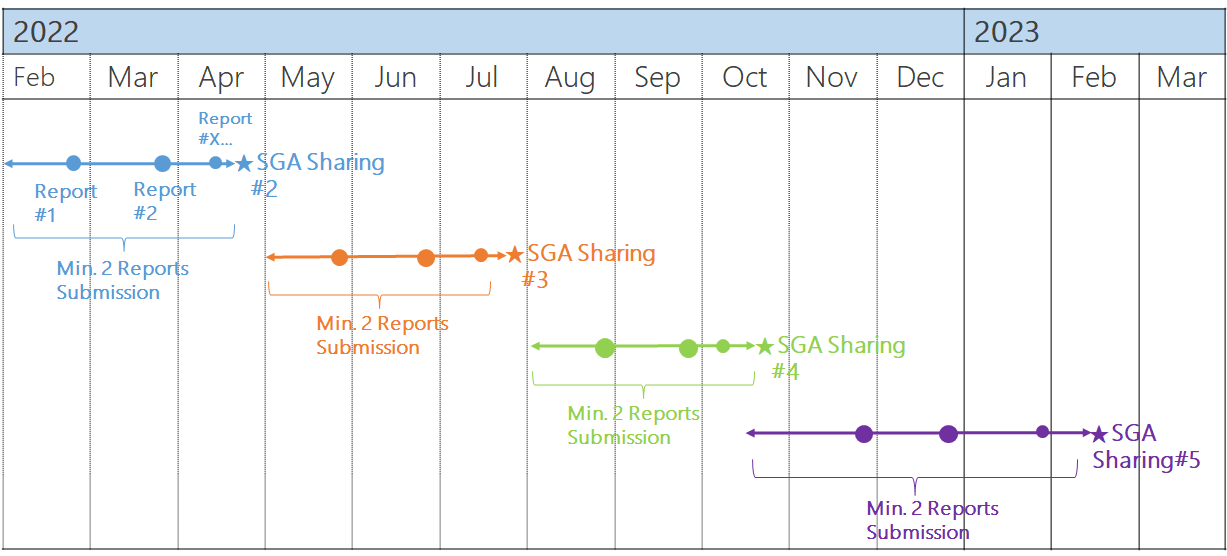 2022
2023
Feb
Mar
Apr
May
Jun
Jul
Aug
Sep
Oct
Nov
Dec
Jan
Feb
Mar
Report
#X...
SGA Sharing
#2
Report
#1
Report
#2
Min. 2 Reports
Submission
SGA Sharing
#3
Min. 2 Reports
Submission
SGA Sharing
#4
Min. 2 Reports
Submission
SGA
Sharing#5
Min. 2 Reports
Submission